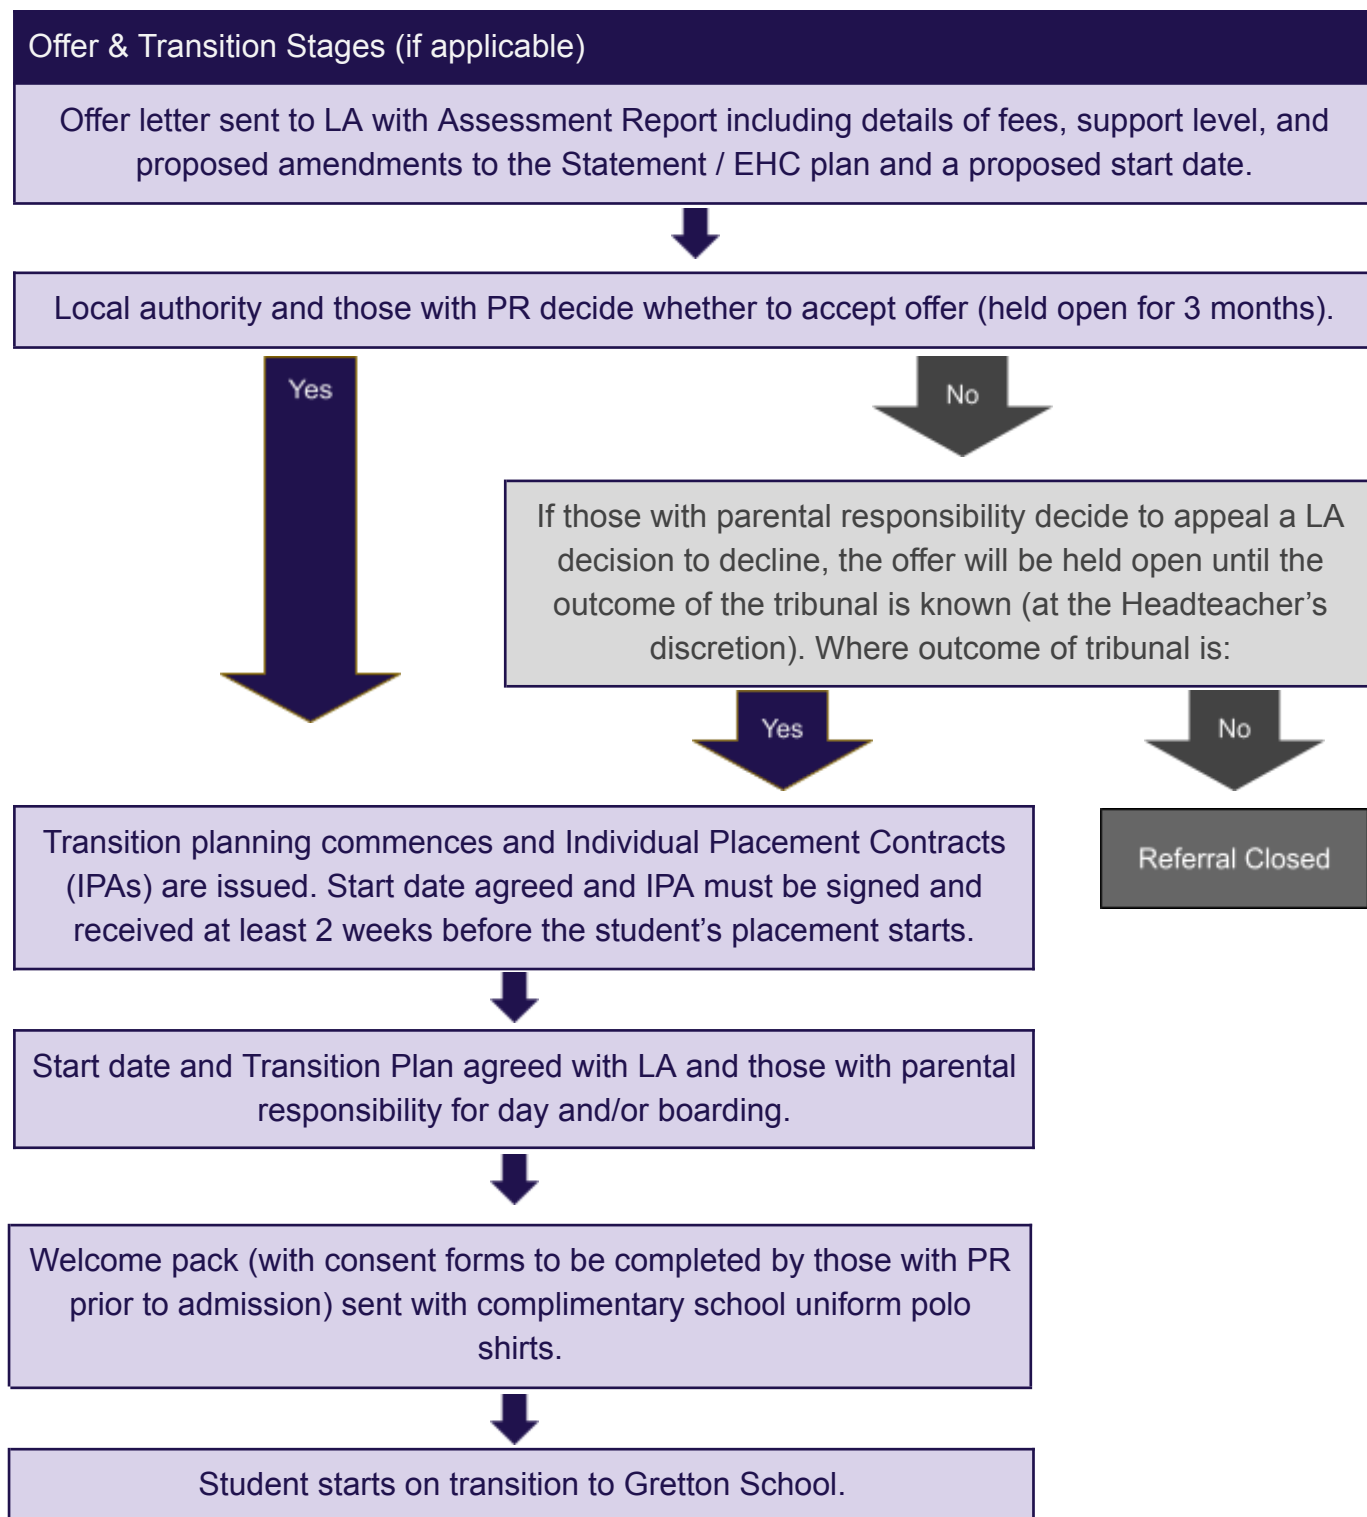 Offer & Transition Stages (if applicable)
Offer letter sent to LA with Assessment Report including details of fees, support level, and
proposed amendments to the Statement / EHC plan and a proposed start date.
Local authority and those with PR decide whether to accept offer (held open for 3 months).
Yes
No
If those with parental responsibility decide to appeal a LA
decision to decline, the offer will be held open until the
outcome of the tribunal is known (at the Headteacher’s
discretion). Where outcome of tribunal is:
Yes
No
Transition planning commences and Individual Placement Contracts
(IPAs) are issued. Start date agreed and IPA must be signed and
received at least 2 weeks before the student’s placement starts.
Referral Closed
Start date and Transition Plan agreed with LA and those with parental
responsibility for day and/or boarding.
Welcome pack (with consent forms to be completed by those with PR
prior to admission) sent with complimentary school uniform polo
shirts.
Student starts on transition to Gretton School.